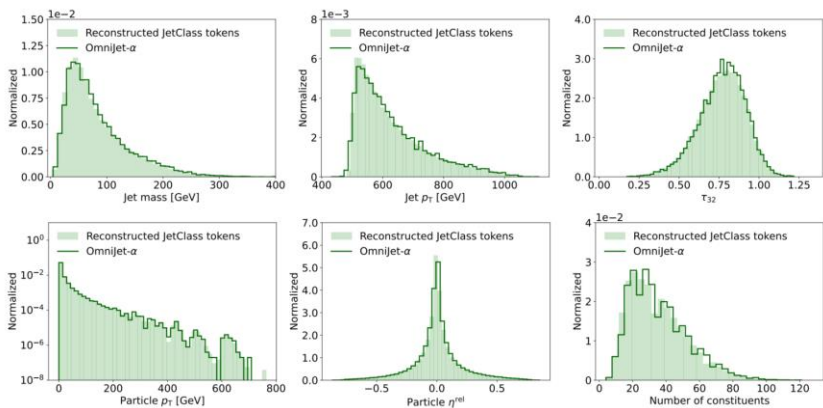 1e−2
1.50
1.25
1.00
0.75
0.50
0.25
0.00
Normalized
Reconstructed JetClass tokens
OmniJet-α
0 100 200 300 400
Jet mass [GeV]
1e−3
8
6
4
2
0
Normalized
Reconstructed JetClass tokens
OmniJet-α
400 600 800 1000
Jet pT [GeV]
4.0
3.0
2.0
1.0
0.0
Normalized
Reconstructed JetClass tokens
OmniJet-α
0.00 0.25 0.50 0.75 1.00 1.25
τ32
10⁰
10⁻²
10⁻⁴
10⁻⁶
10⁻⁸
Normalized
Reconstructed JetClass tokens
OmniJet-α
0 200 400 600 800
Particle pT [GeV]
7.0
6.0
5.0
4.0
3.0
2.0
1.0
0.0
Normalized
Reconstructed JetClass tokens
OmniJet-α
−0.5 0.0 0.5
Particle ηʳᵉˡ
1e−2
4
3
2
1
0
Normalized
Reconstructed JetClass tokens
OmniJet-α
0 20 40 60 80 100 120
Number of constituents